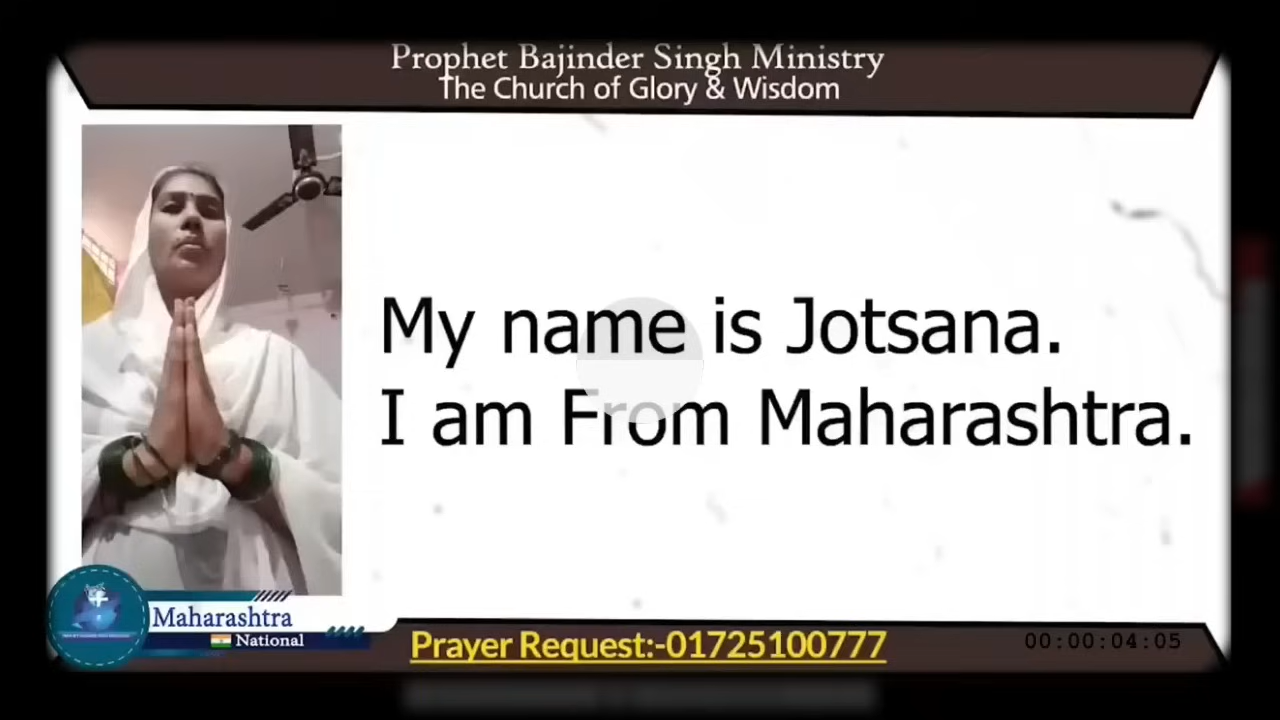 Prophet Bajinder Singh Ministry
The Church of Glory & Wisdom
My name is Jotsana.
I am From Maharashtra.
Maharashtra
National
Prayer Request:-01725100777
00:00:04:05